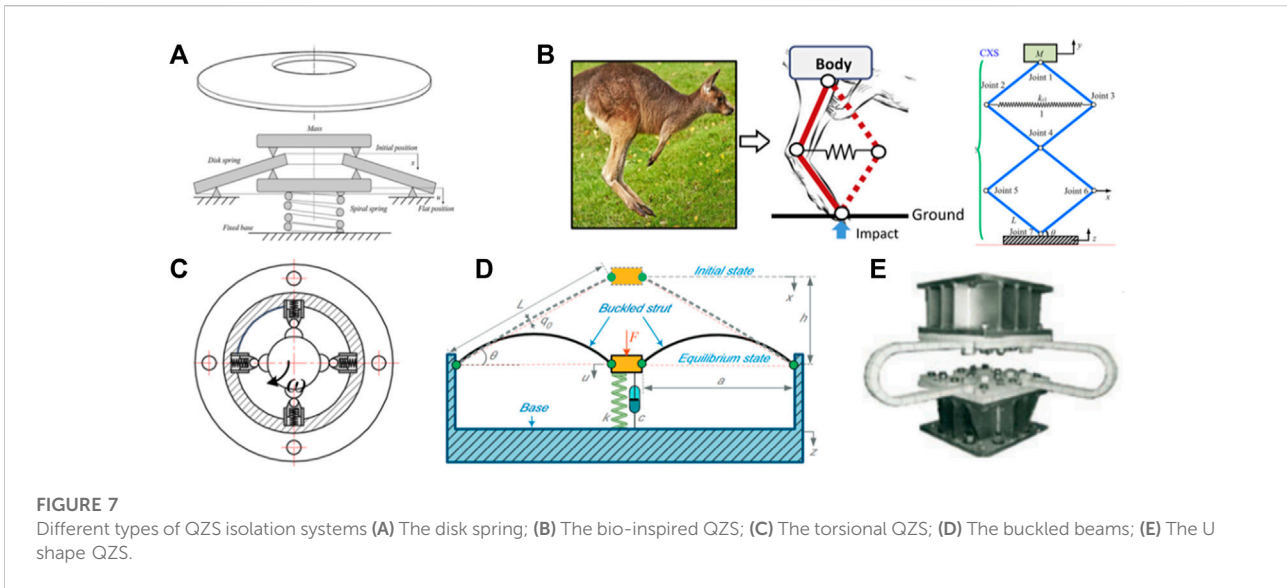 A
Mass
Initial position
Disk spring
x
u
Spiral spring
Flat position
Fixed base
B
Body
Ground
Impact
CXS
M
y
Joint 1
Joint 2
Joint 3
1
Joint 4
Joint 5
Joint 6
x
L
θ
z
C
ω
D
Initial state
x
L
Buckled strut
h
q0
F
θ
Equilibrium state
u
a
Base
k
c
z
E
FIGURE 7
Different types of QZS isolation systems (A) The disk spring; (B) The bio-inspired QZS; (C) The torsional QZS; (D) The buckled beams; (E) The U
shape QZS.